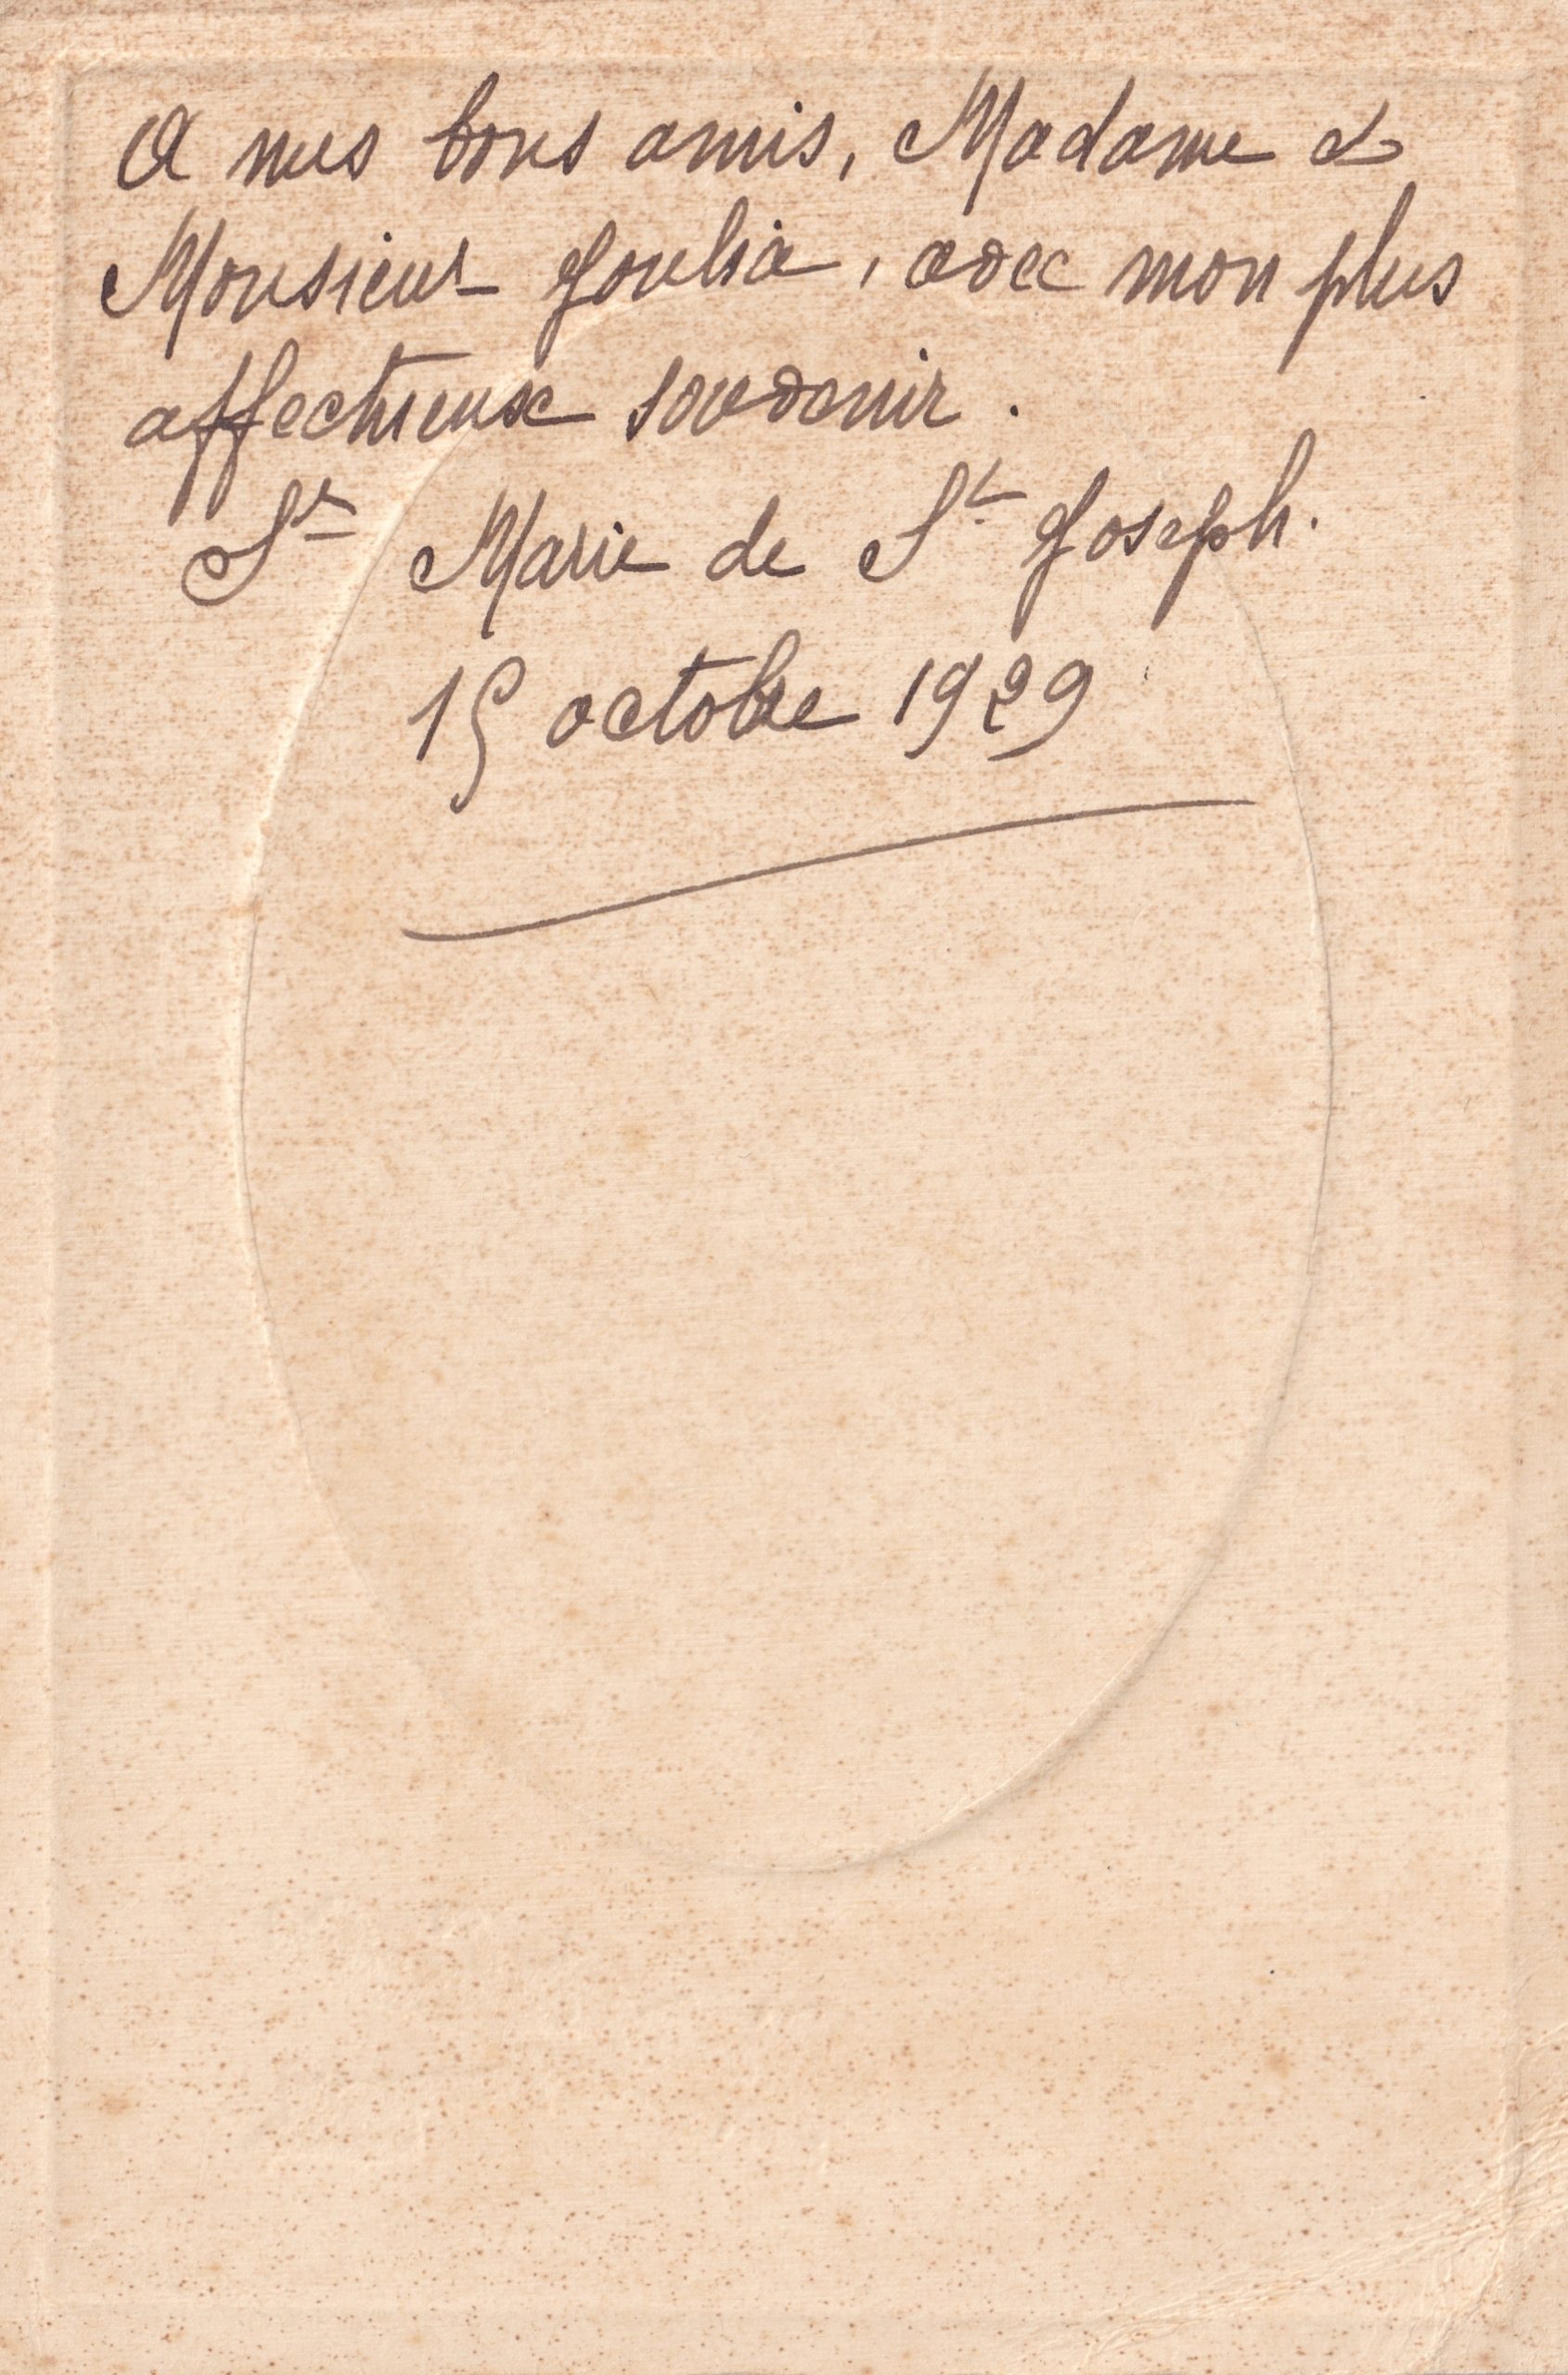 A mes bons amis, Madame &
Monsieur Joulia, avec mon plus
affectueux souvenir.
Sr Marie de St Joseph.
15 octobre 1929